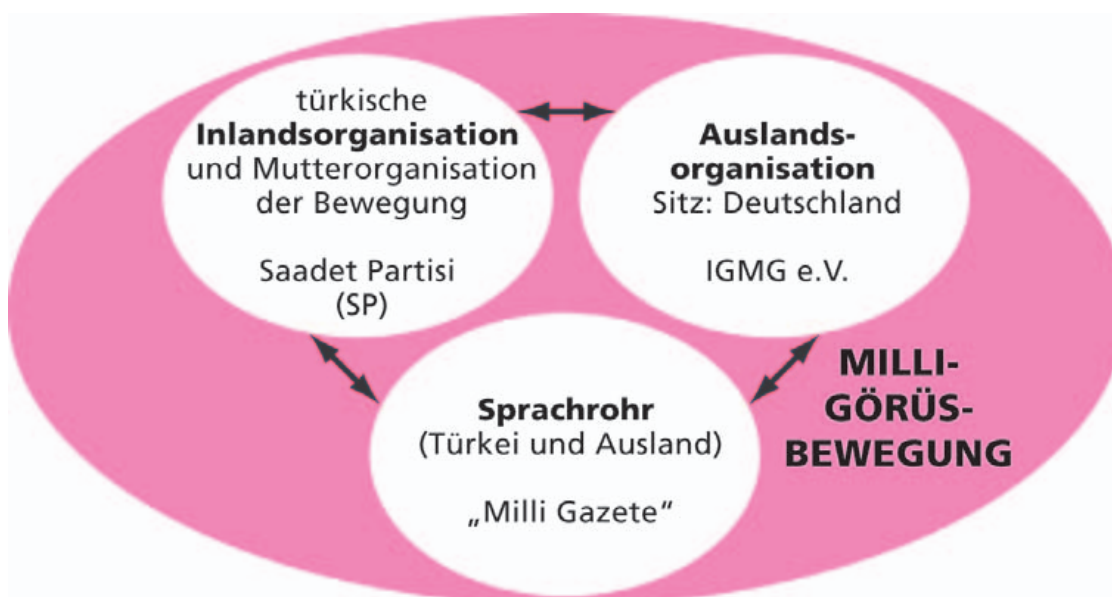 türkische
Inlandsorganisation
und Mutterorganisation
der Bewegung
Saadet Partisi
(SP)
Auslands-
organisation
Sitz: Deutschland
IGMG e.V.
Sprachrohr
(Türkei und Ausland)
„Milli Gazete“
MILLI-
GÖRÜS-
BEWEGUNG